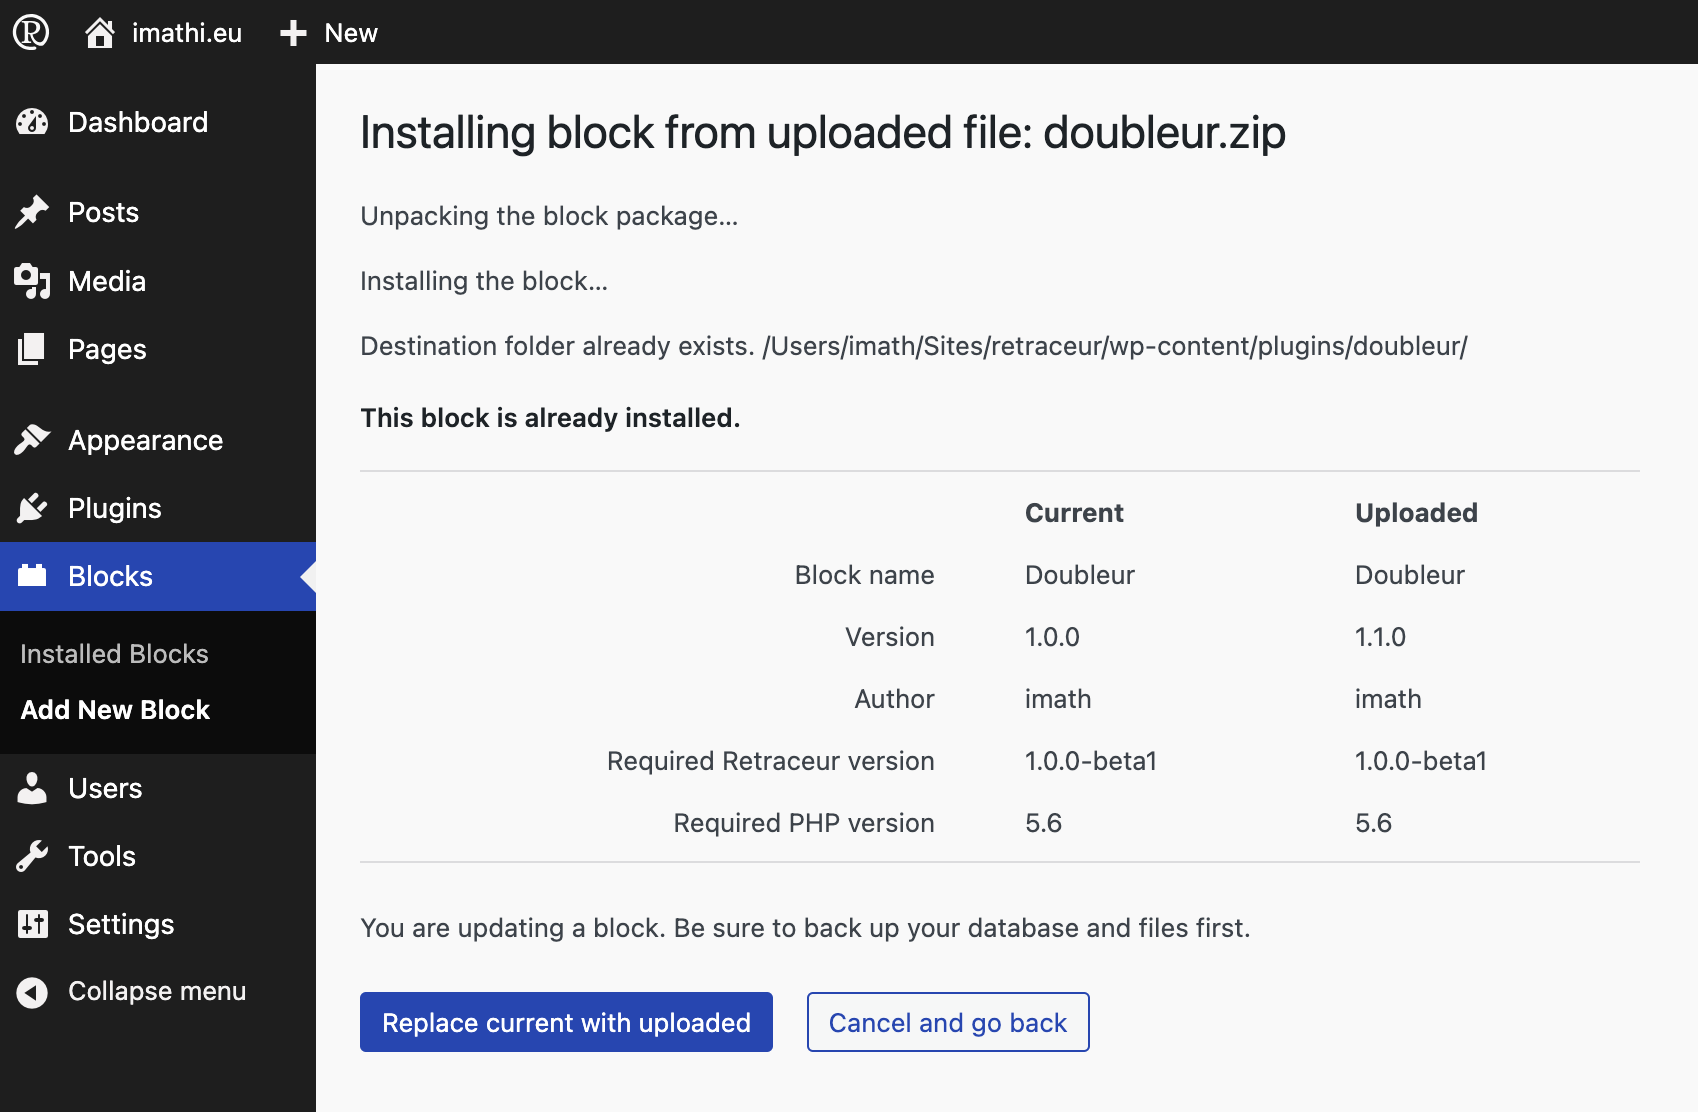 R imathi.eu New
Dashboard
Posts
Media
Pages
Appearance
Plugins
Blocks
Installed Blocks
Add New Block
Users
Tools
Settings
Collapse menu
Installing block from uploaded file: doubleur.zip
Unpacking the block package...
Installing the block...
Destination folder already exists. /Users/imath/Sites/retraceur/wp-content/plugins/doubleur/
This block is already installed.
Current Uploaded
Block name Doubleur Doubleur
Version 1.0.0 1.1.0
Author imath imath
Required Retraceur version 1.0.0-beta1 1.0.0-beta1
Required PHP version 5.6 5.6
You are updating a block. Be sure to back up your database and files first.
Replace current with uploaded Cancel and go back